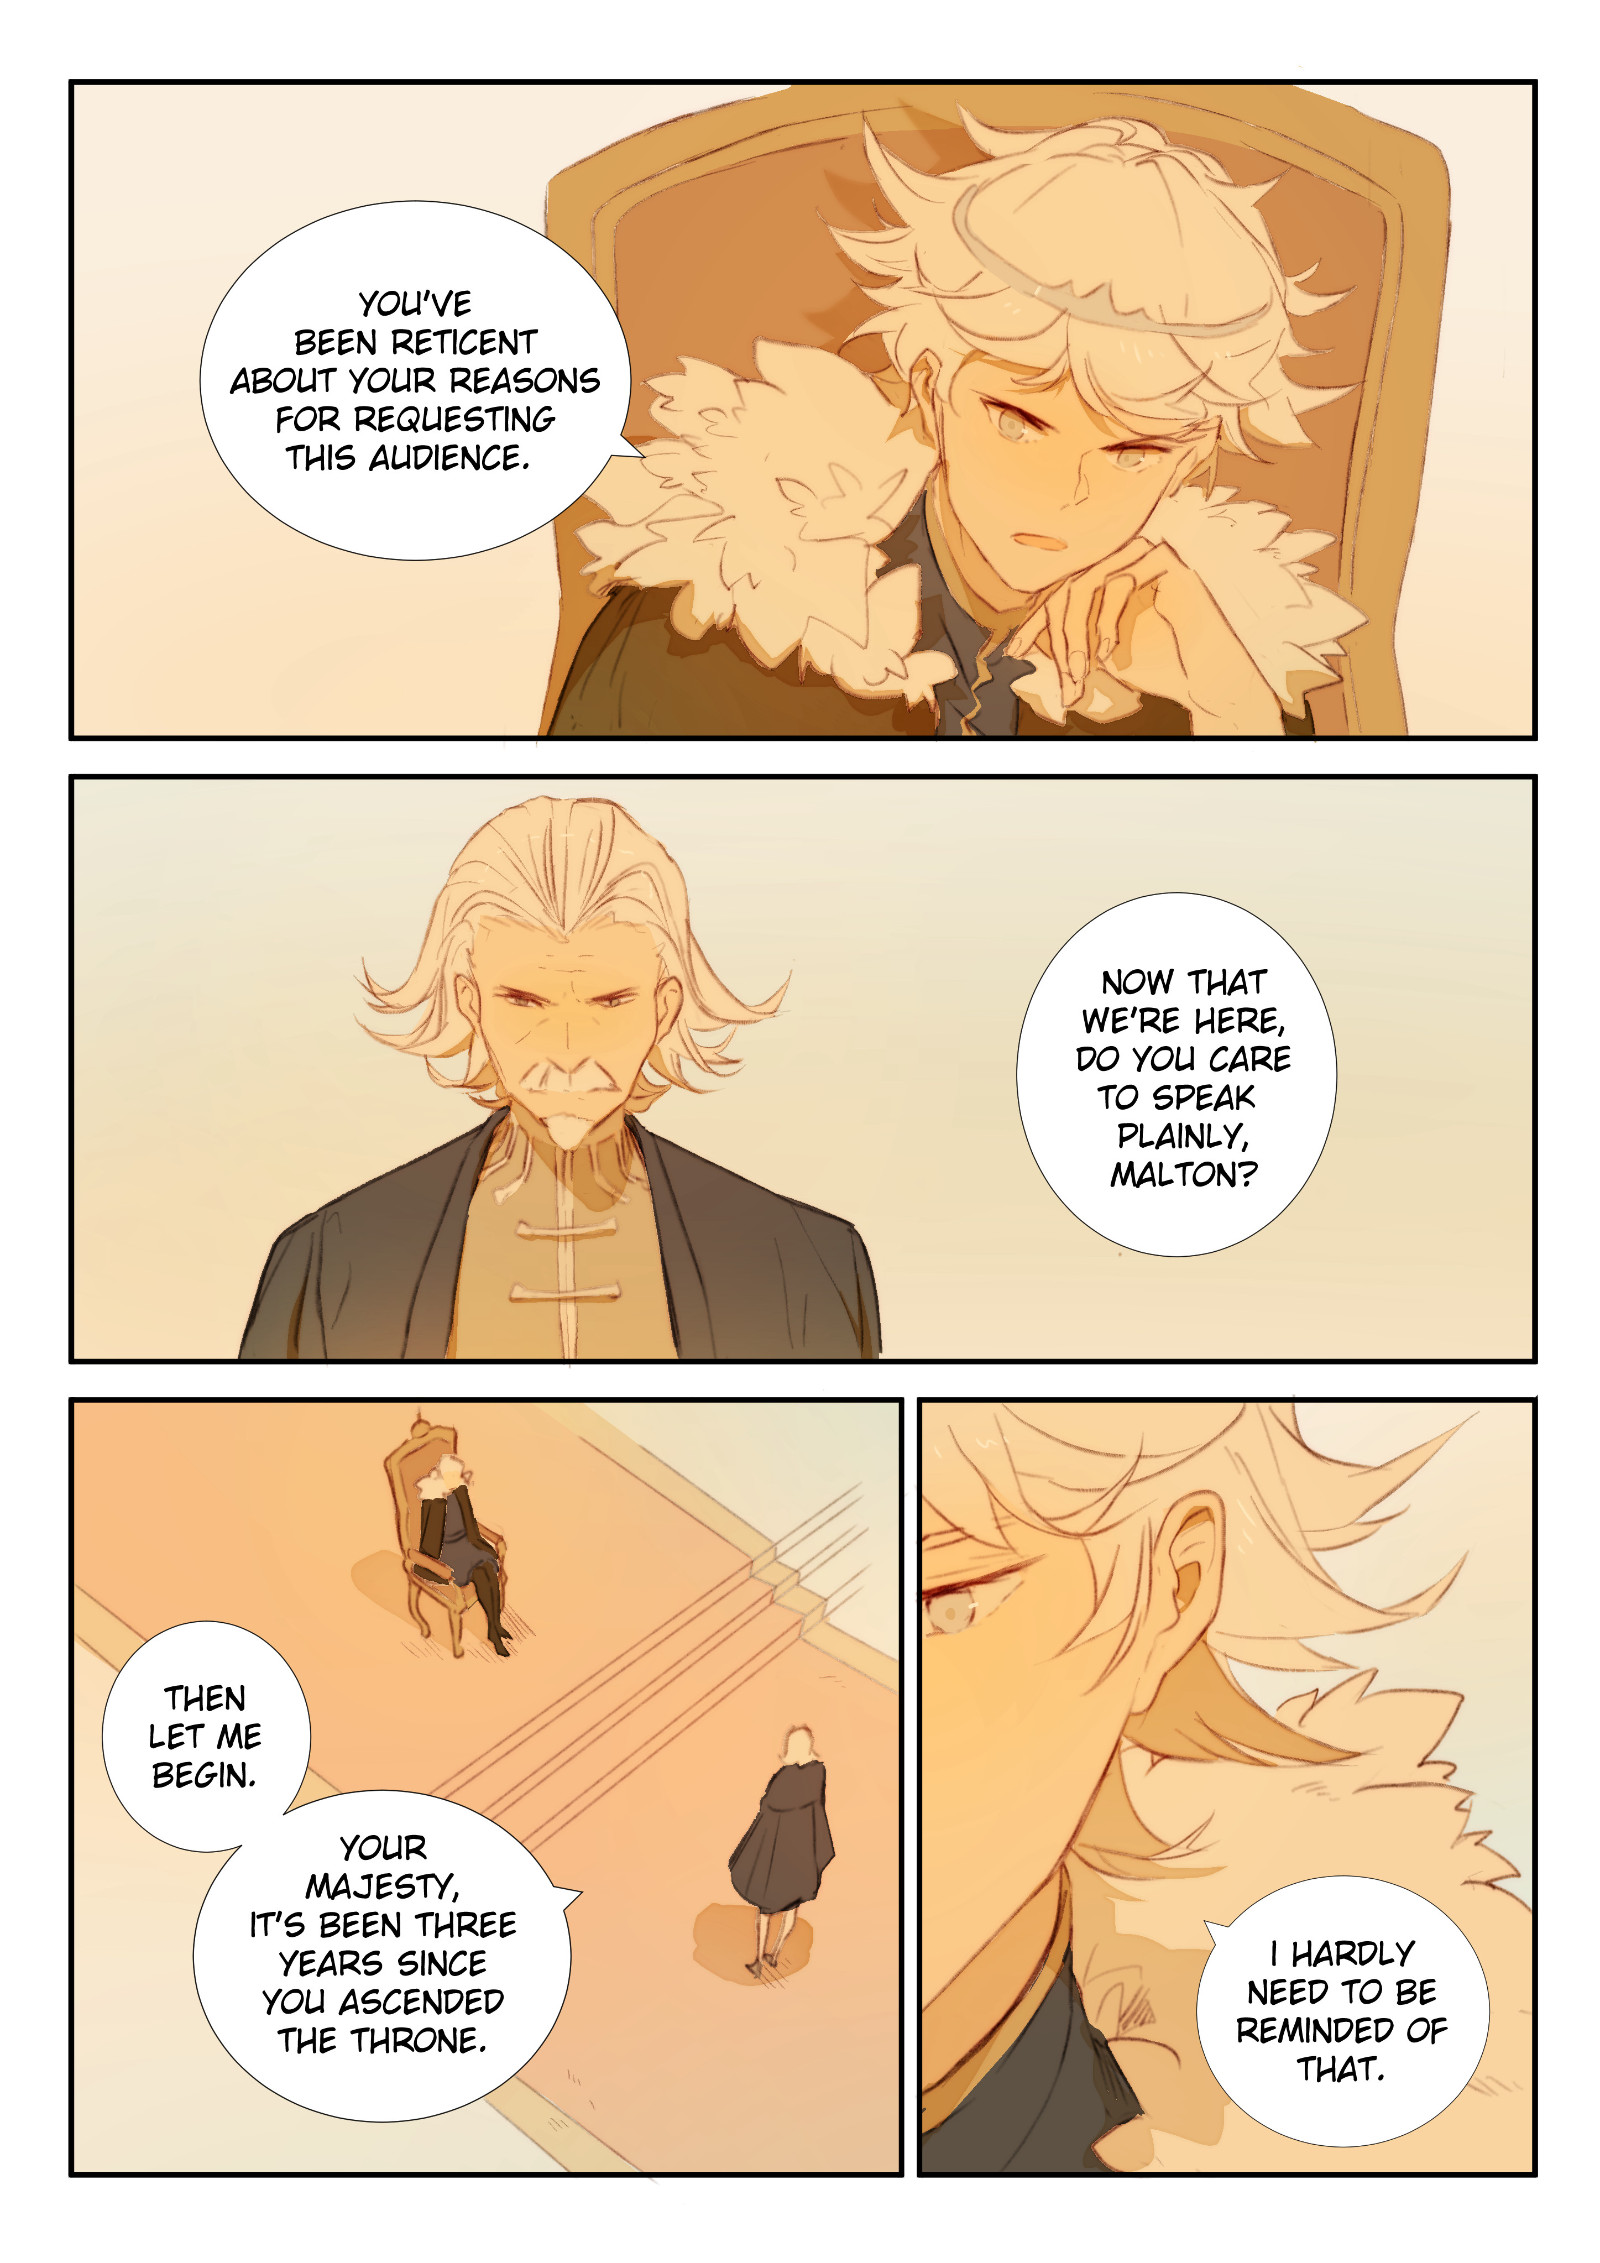 YOU'VE
BEEN RETICENT
ABOUT YOUR REASONS
FOR REQUESTING
THIS AUDIENCE.
NOW THAT
WE'RE HERE,
DO YOU CARE
TO SPEAK
PLAINLY,
MALTON?
THEN
LET ME
BEGIN.
YOUR
MAJESTY,
IT'S BEEN THREE
YEARS SINCE
YOU ASCENDED
THE THRONE.
I HARDLY
NEED TO BE
REMINDED OF
THAT.